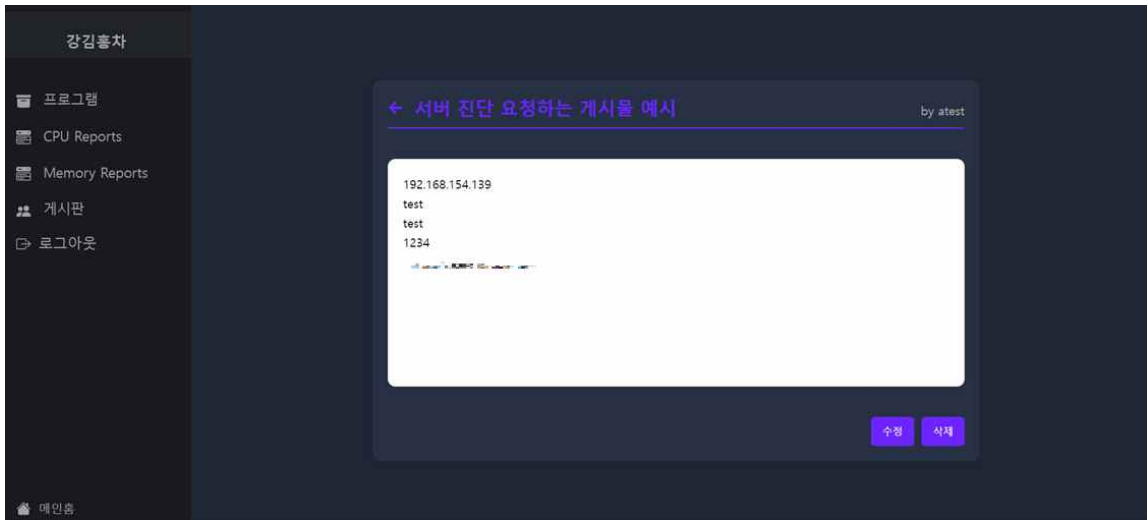 강김홍차
프로그램
CPU Reports
Memory Reports
게시판
로그아웃
메인홈
← 서버 진단 요청하는 게시물 예시
by atest
192.168.154.139
test
test
1234
수정
삭제